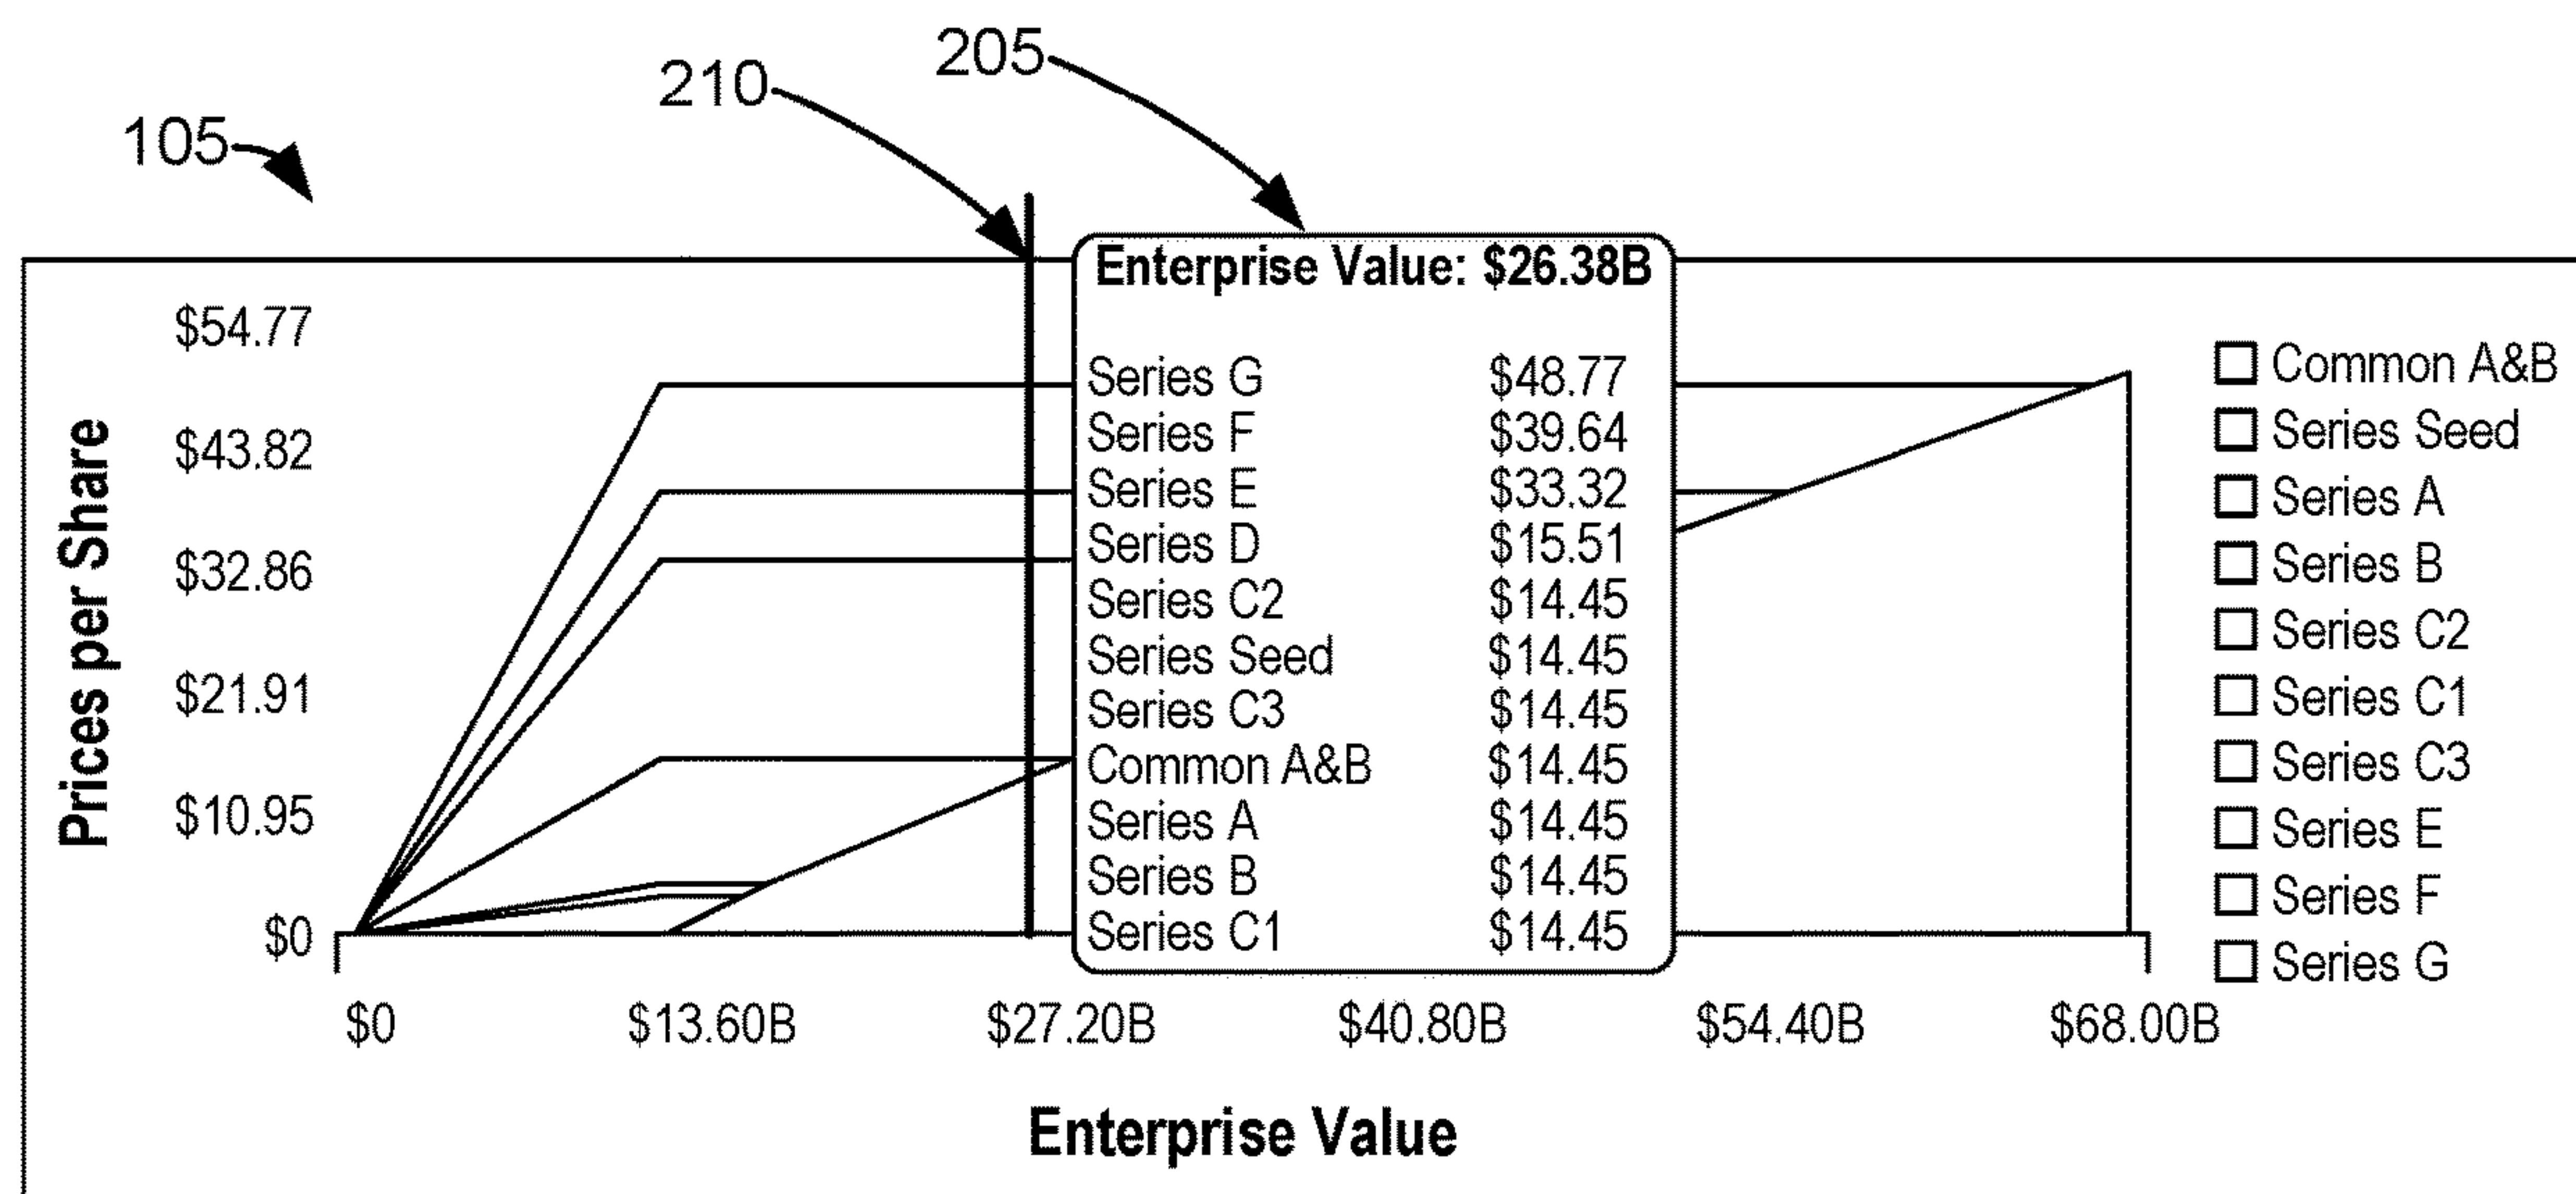 205
210
105
Enterprise Value: $26.38B
Series G $48.77
Series F $39.64
Series E $33.32
Series D $15.51
Series C2 $14.45
Series Seed $14.45
Series C3 $14.45
Common A&B $14.45
Series A $14.45
Series B $14.45
Series C1 $14.45
Prices per Share
$54.77
$43.82
$32.86
$21.91
$10.95
$0
$0 $13.60B $27.20B $40.80B $54.40B $68.00B
Enterprise Value
Common A&B
Series Seed
Series A
Series B
Series C2
Series C1
Series C3
Series E
Series F
Series G